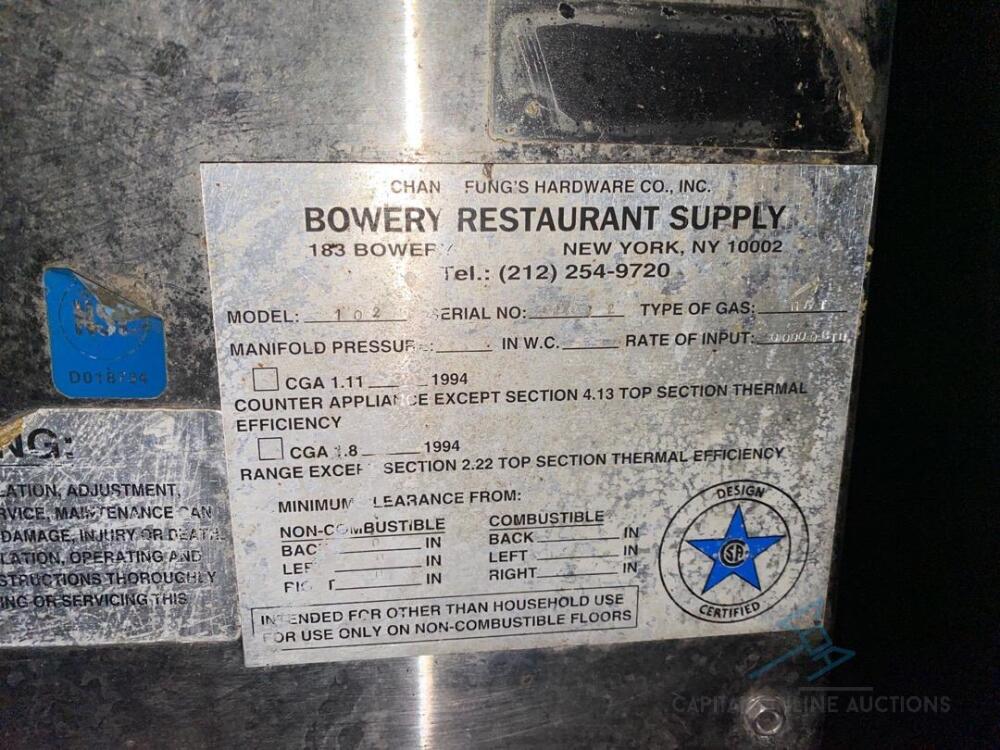 CHAN FUNG'S HARDWARE CO., INC.
BOWERY RESTAURANT SUPPLY
183 BOWERY NEW YORK, NY 10002
Tel.: (212) 254-9720
MODEL: 102 SERIAL NO: TYPE OF GAS:
MANIFOLD PRESSURE: IN W.C. RATE OF INPUT:
CGA 1.11 1994
COUNTER APPLIANCE EXCEPT SECTION 4.13 TOP SECTION THERMAL
EFFICIENCY
CGA 1.8 1994
RANGE EXCEPT SECTION 2.22 TOP SECTION THERMAL EFFICIENCY
MINIMUM CLEARANCE FROM:
NON-COMBUSTIBLE COMBUSTIBLE
BACK IN BACK IN
LEFT IN LEFT IN
RIGHT IN RIGHT IN
INTENDED FOR OTHER THAN HOUSEHOLD USE
FOR USE ONLY ON NON-COMBUSTIBLE FLOORS
DESIGN
CERTIFIED
NG:
LATION, ADJUSTMENT,
RVICE, MAINTENANCE CAN
DAMAGE, INJURY OR DEATH.
LATION, OPERATING AND
STRUCTIONS THOROUGHLY
ING OR SERVICING THIS
CAPITAL ONLINE AUCTIONS